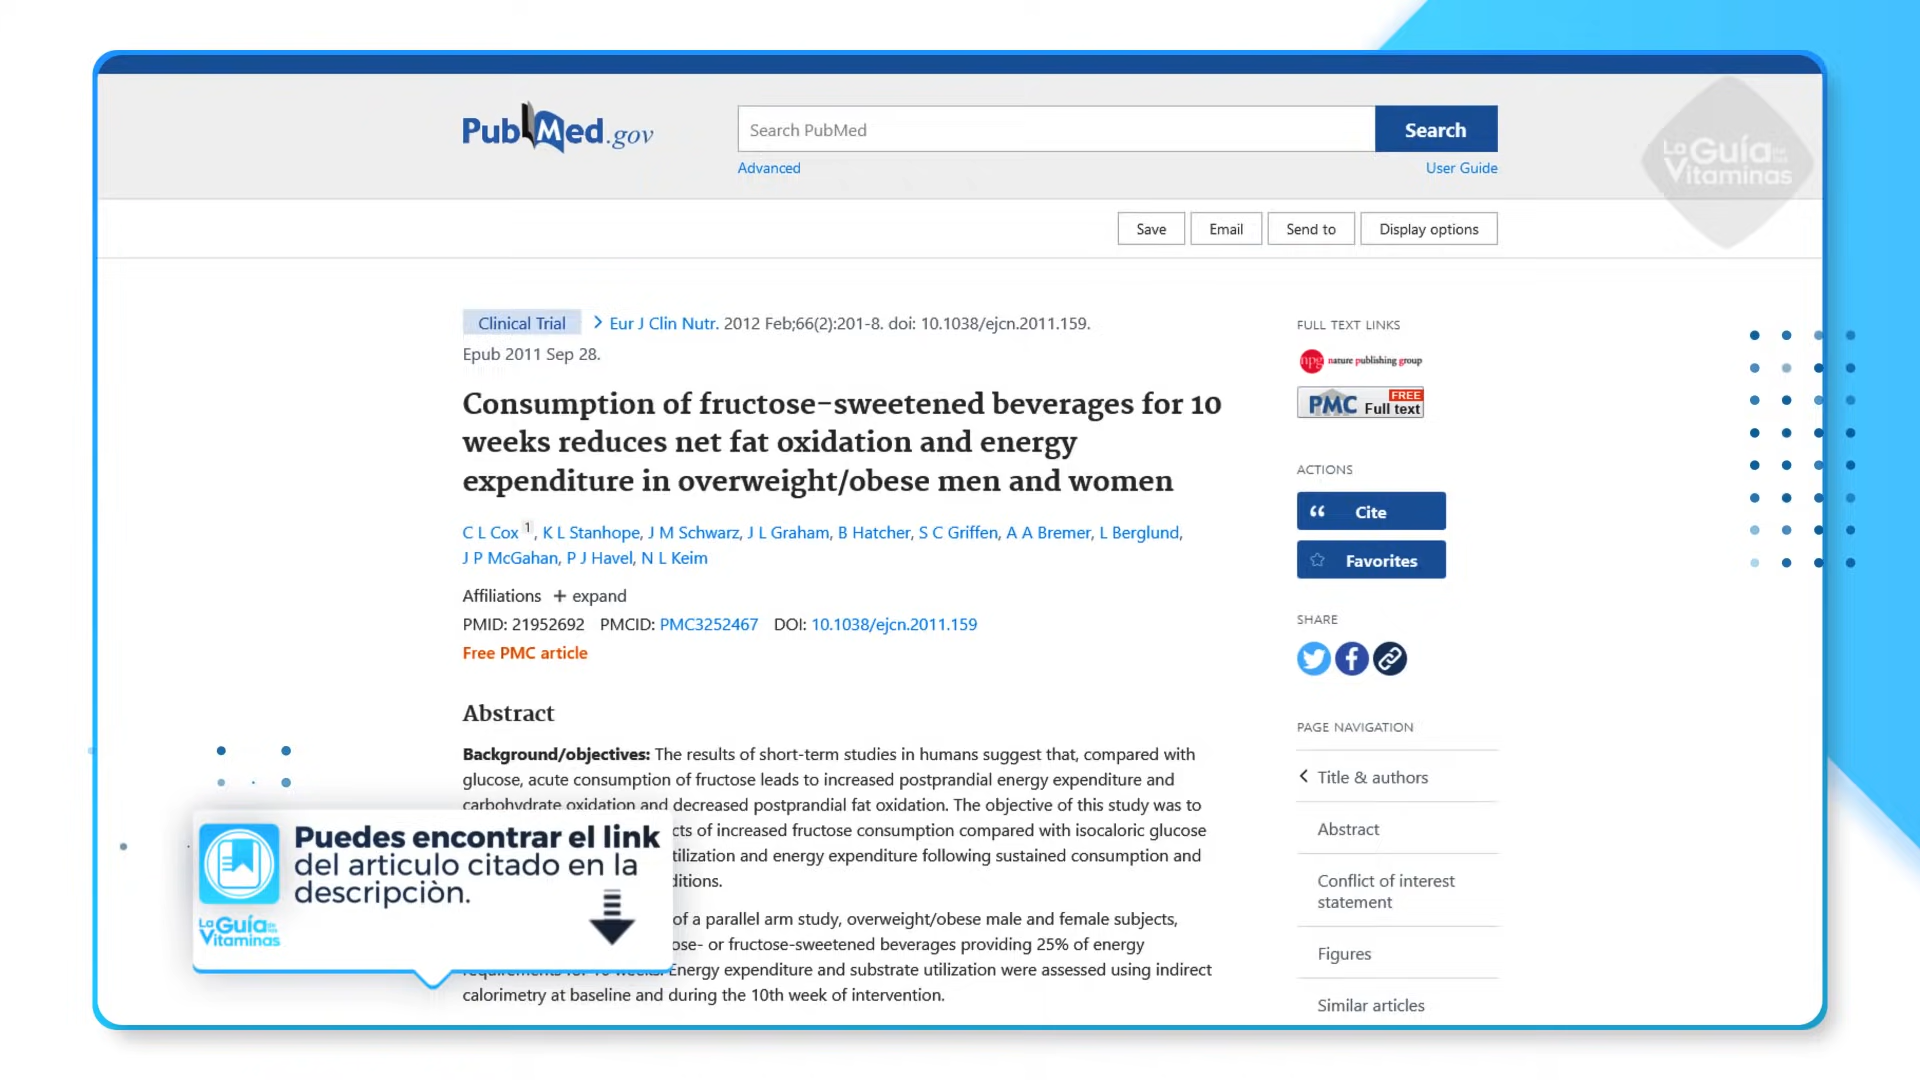 PubMed.gov
Search PubMed
Search
Advanced
User Guide
La Guía de las Vitaminas
Save
Email
Send to
Display options
Clinical Trial
Eur J Clin Nutr. 2012 Feb;66(2):201-8. doi: 10.1038/ejcn.2011.159.
Epub 2011 Sep 28.
Consumption of fructose-sweetened beverages for 10
weeks reduces net fat oxidation and energy
expenditure in overweight/obese men and women
C L Cox 1, K L Stanhope, J M Schwarz, J L Graham, B Hatcher, S C Griffen, A A Bremer, L Berglund,
J P McGahan, P J Havel, N L Keim
Affiliations + expand
PMID: 21952692 PMCID: PMC3252467 DOI: 10.1038/ejcn.2011.159
Free PMC article
Abstract
Background/objectives: The results of short-term studies in humans suggest that, compared with
glucose, acute consumption of fructose leads to increased postprandial energy expenditure and
carbohydrate oxidation and decreased postprandial fat oxidation. The objective of this study was to
cts of increased fructose consumption compared with isocaloric glucose
tilization and energy expenditure following sustained consumption and
ditions.
of a parallel arm study, overweight/obese male and female subjects,
ose- or fructose-sweetened beverages providing 25% of energy
Energy expenditure and substrate utilization were assessed using indirect
calorimetry at baseline and during the 10th week of intervention.
Puedes encontrar el link
del articulo citado en la
descripciòn.
La Guía de las
Vitaminas
FULL TEXT LINKS
npg nature publishing group
PMC FREE Full text
ACTIONS
Cite
Favorites
SHARE
PAGE NAVIGATION
Title & authors
Abstract
Conflict of interest
statement
Figures
Similar articles